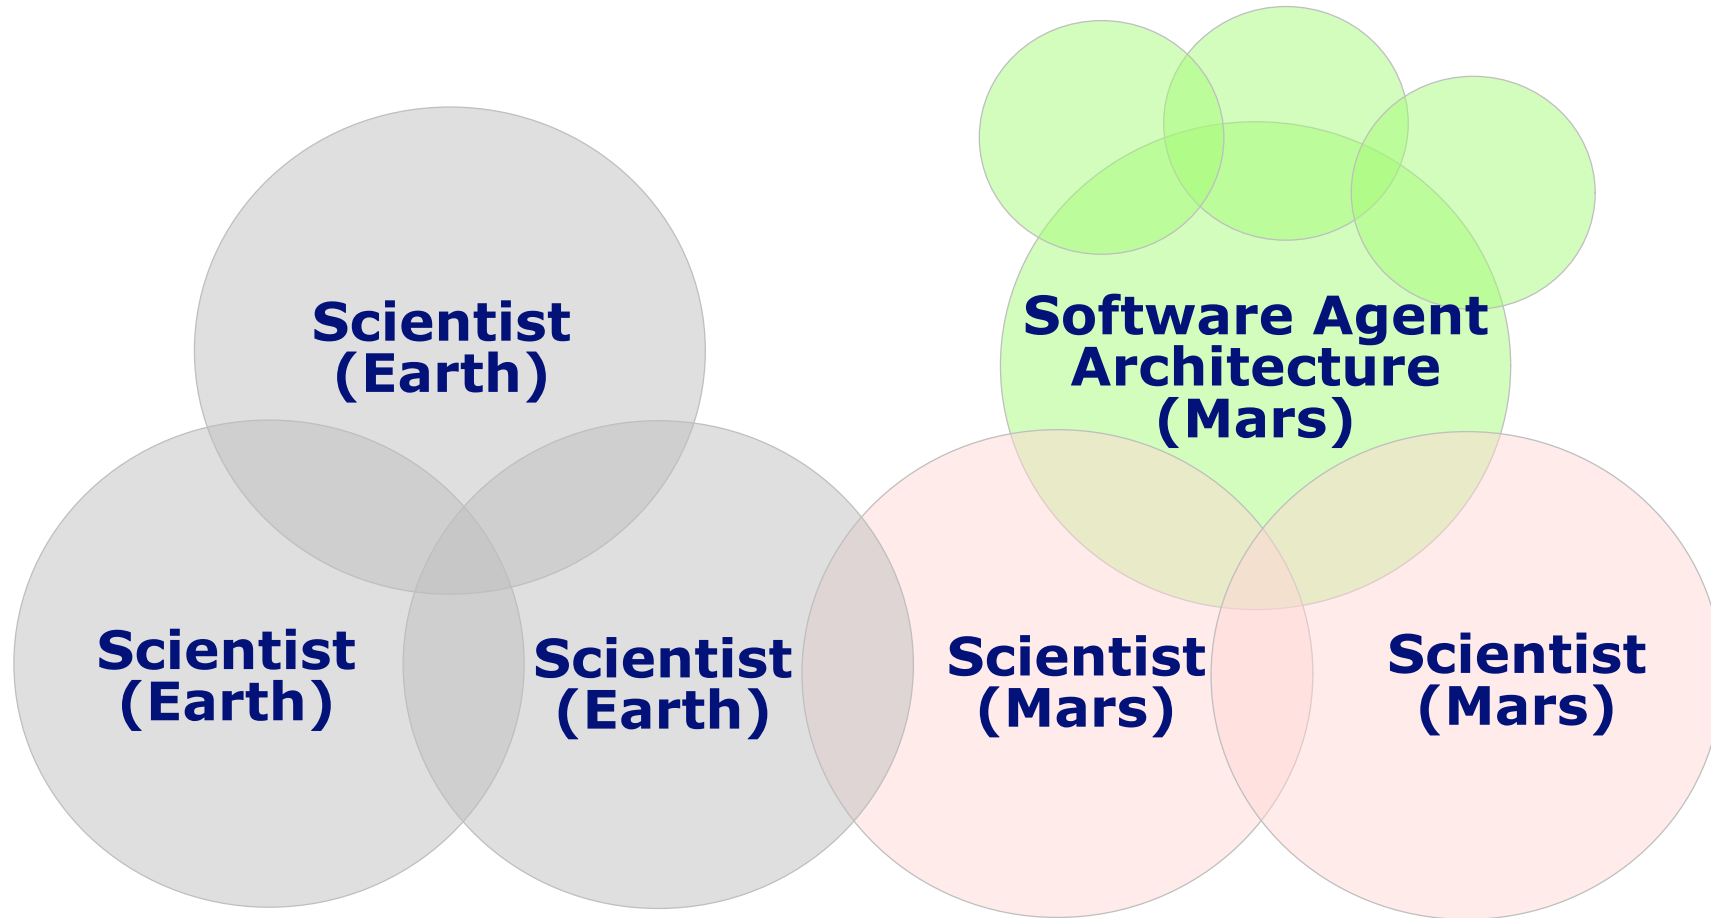 Scientist
(Earth)
Software Agent
Architecture
(Mars)
Scientist
(Earth)
Scientist
(Earth)
Scientist
(Mars)
Scientist
(Mars)